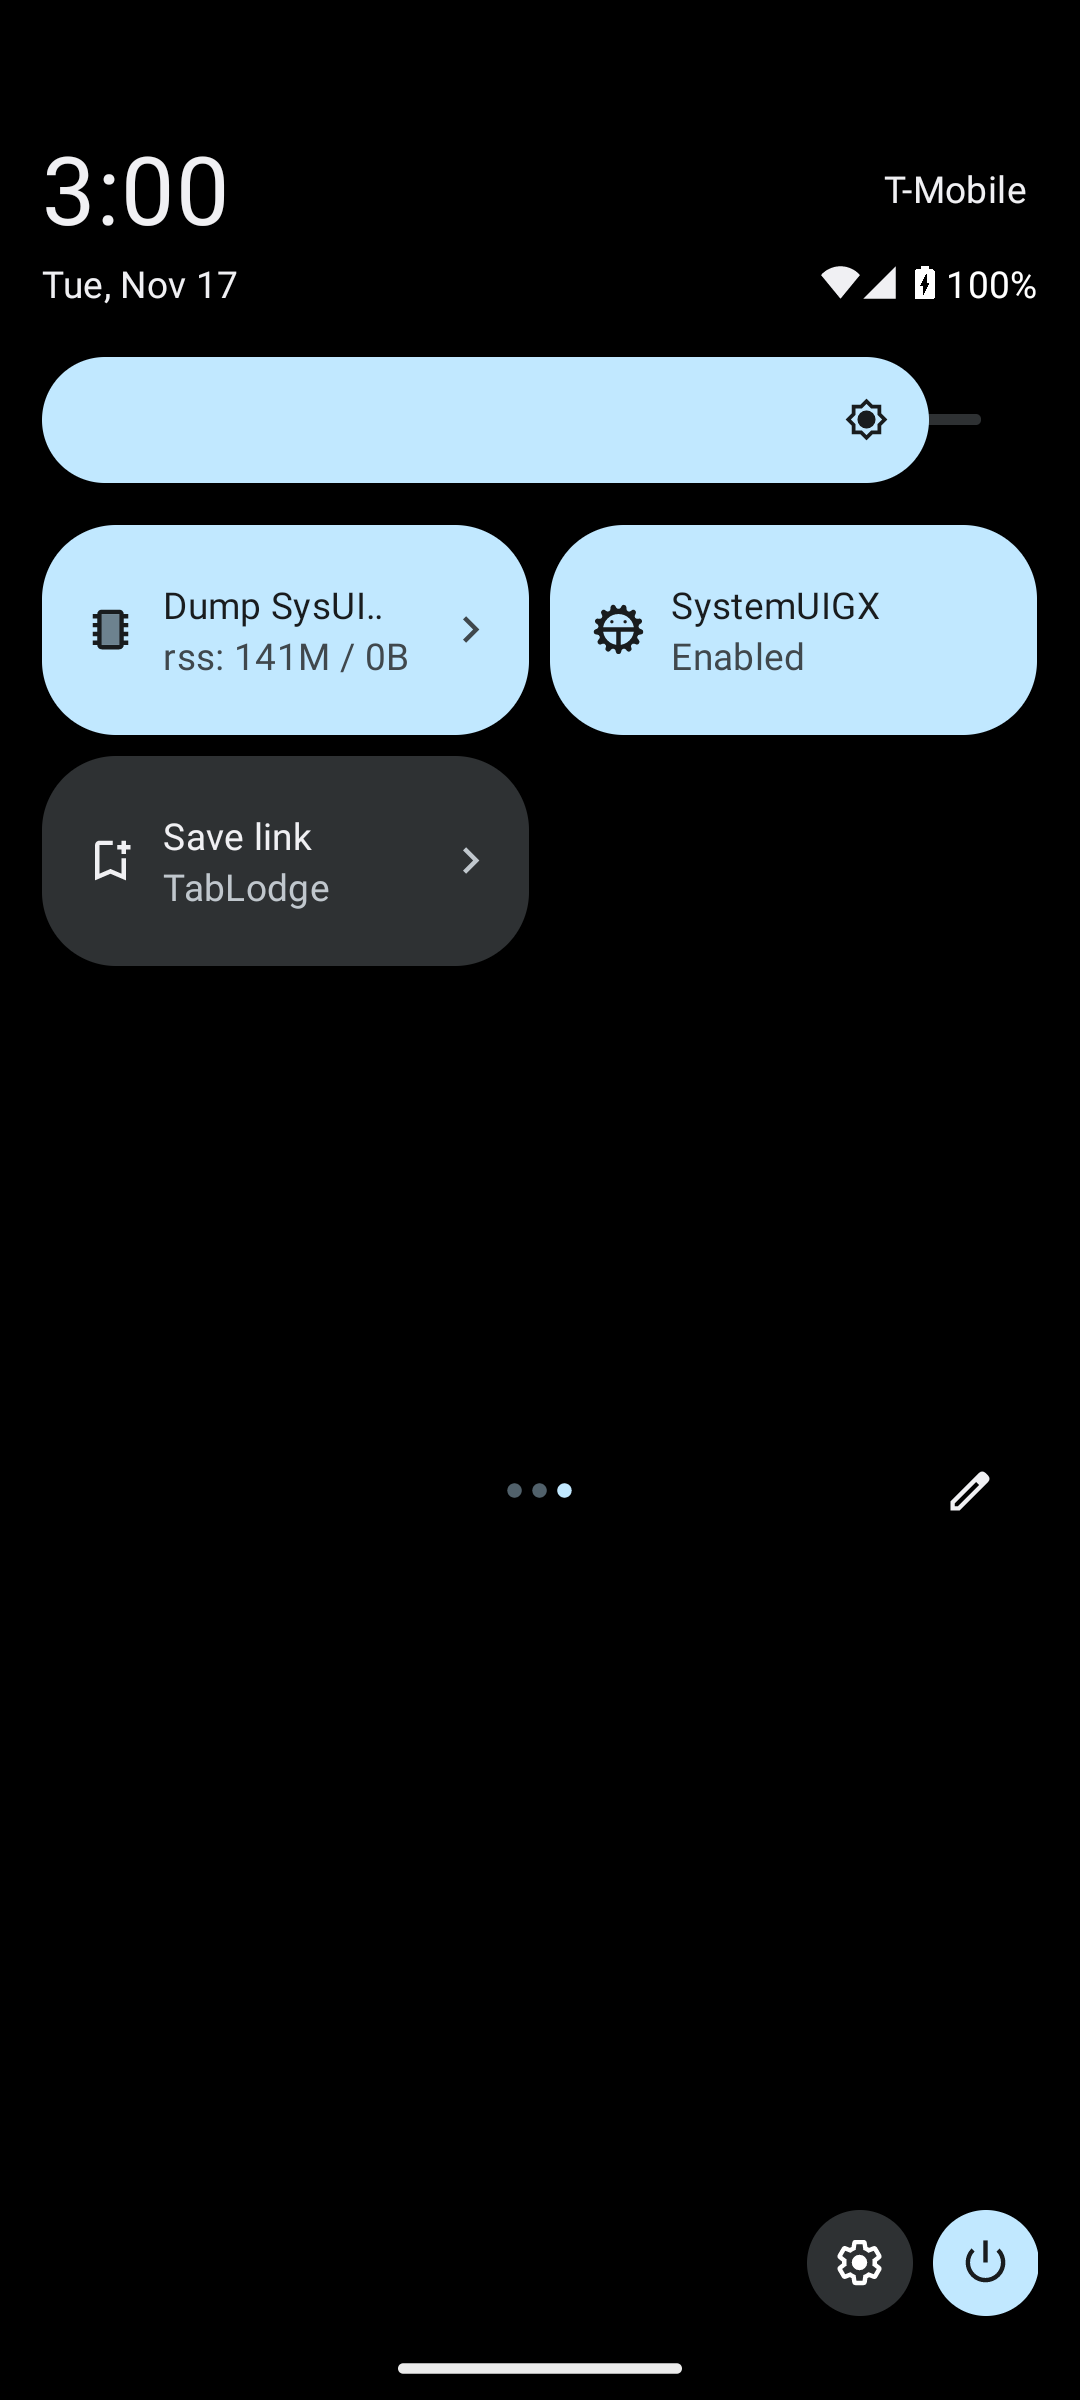 3:00
T-Mobile
Tue, Nov 17
100%
Dump SysUI..
rss: 141M / 0B
SystemUIGX
Enabled
Save link
TabLodge